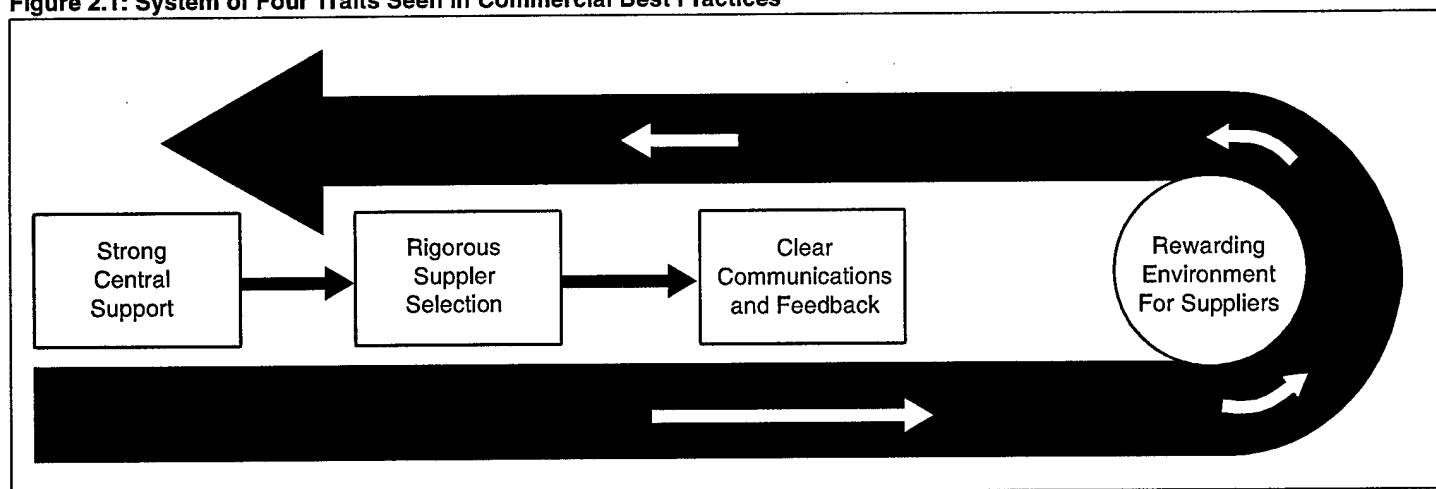 Figure 2.1: System of Four Traits Seen in Commercial Best Practices
Strong
Central
Support
Rigorous
Suppler
Selection
Clear
Communications
and Feedback
Rewarding
Environment
For Suppliers